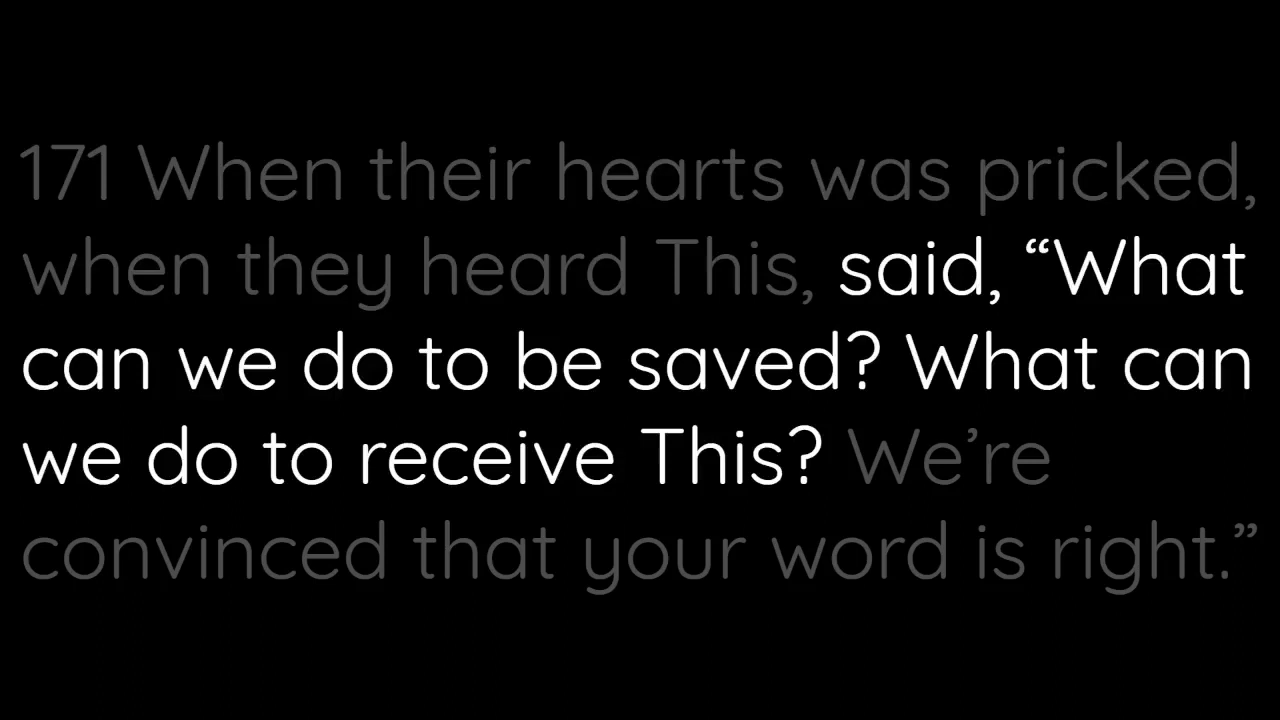 171 When their hearts was pricked,
when they heard This, said, “What
can we do to be saved? What can
we do to receive This? We’re
convinced that your word is right.”